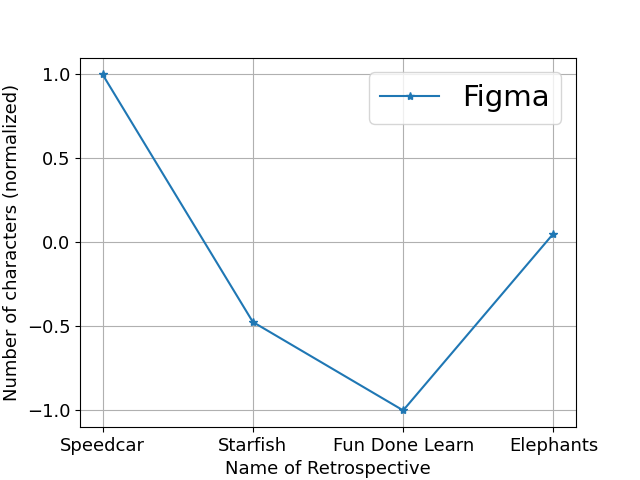 Number of characters (normalized)
1.0
0.5
0.0
−0.5
−1.0
Figma
Speedcar Starfish Fun Done Learn Elephants
Name of Retrospective